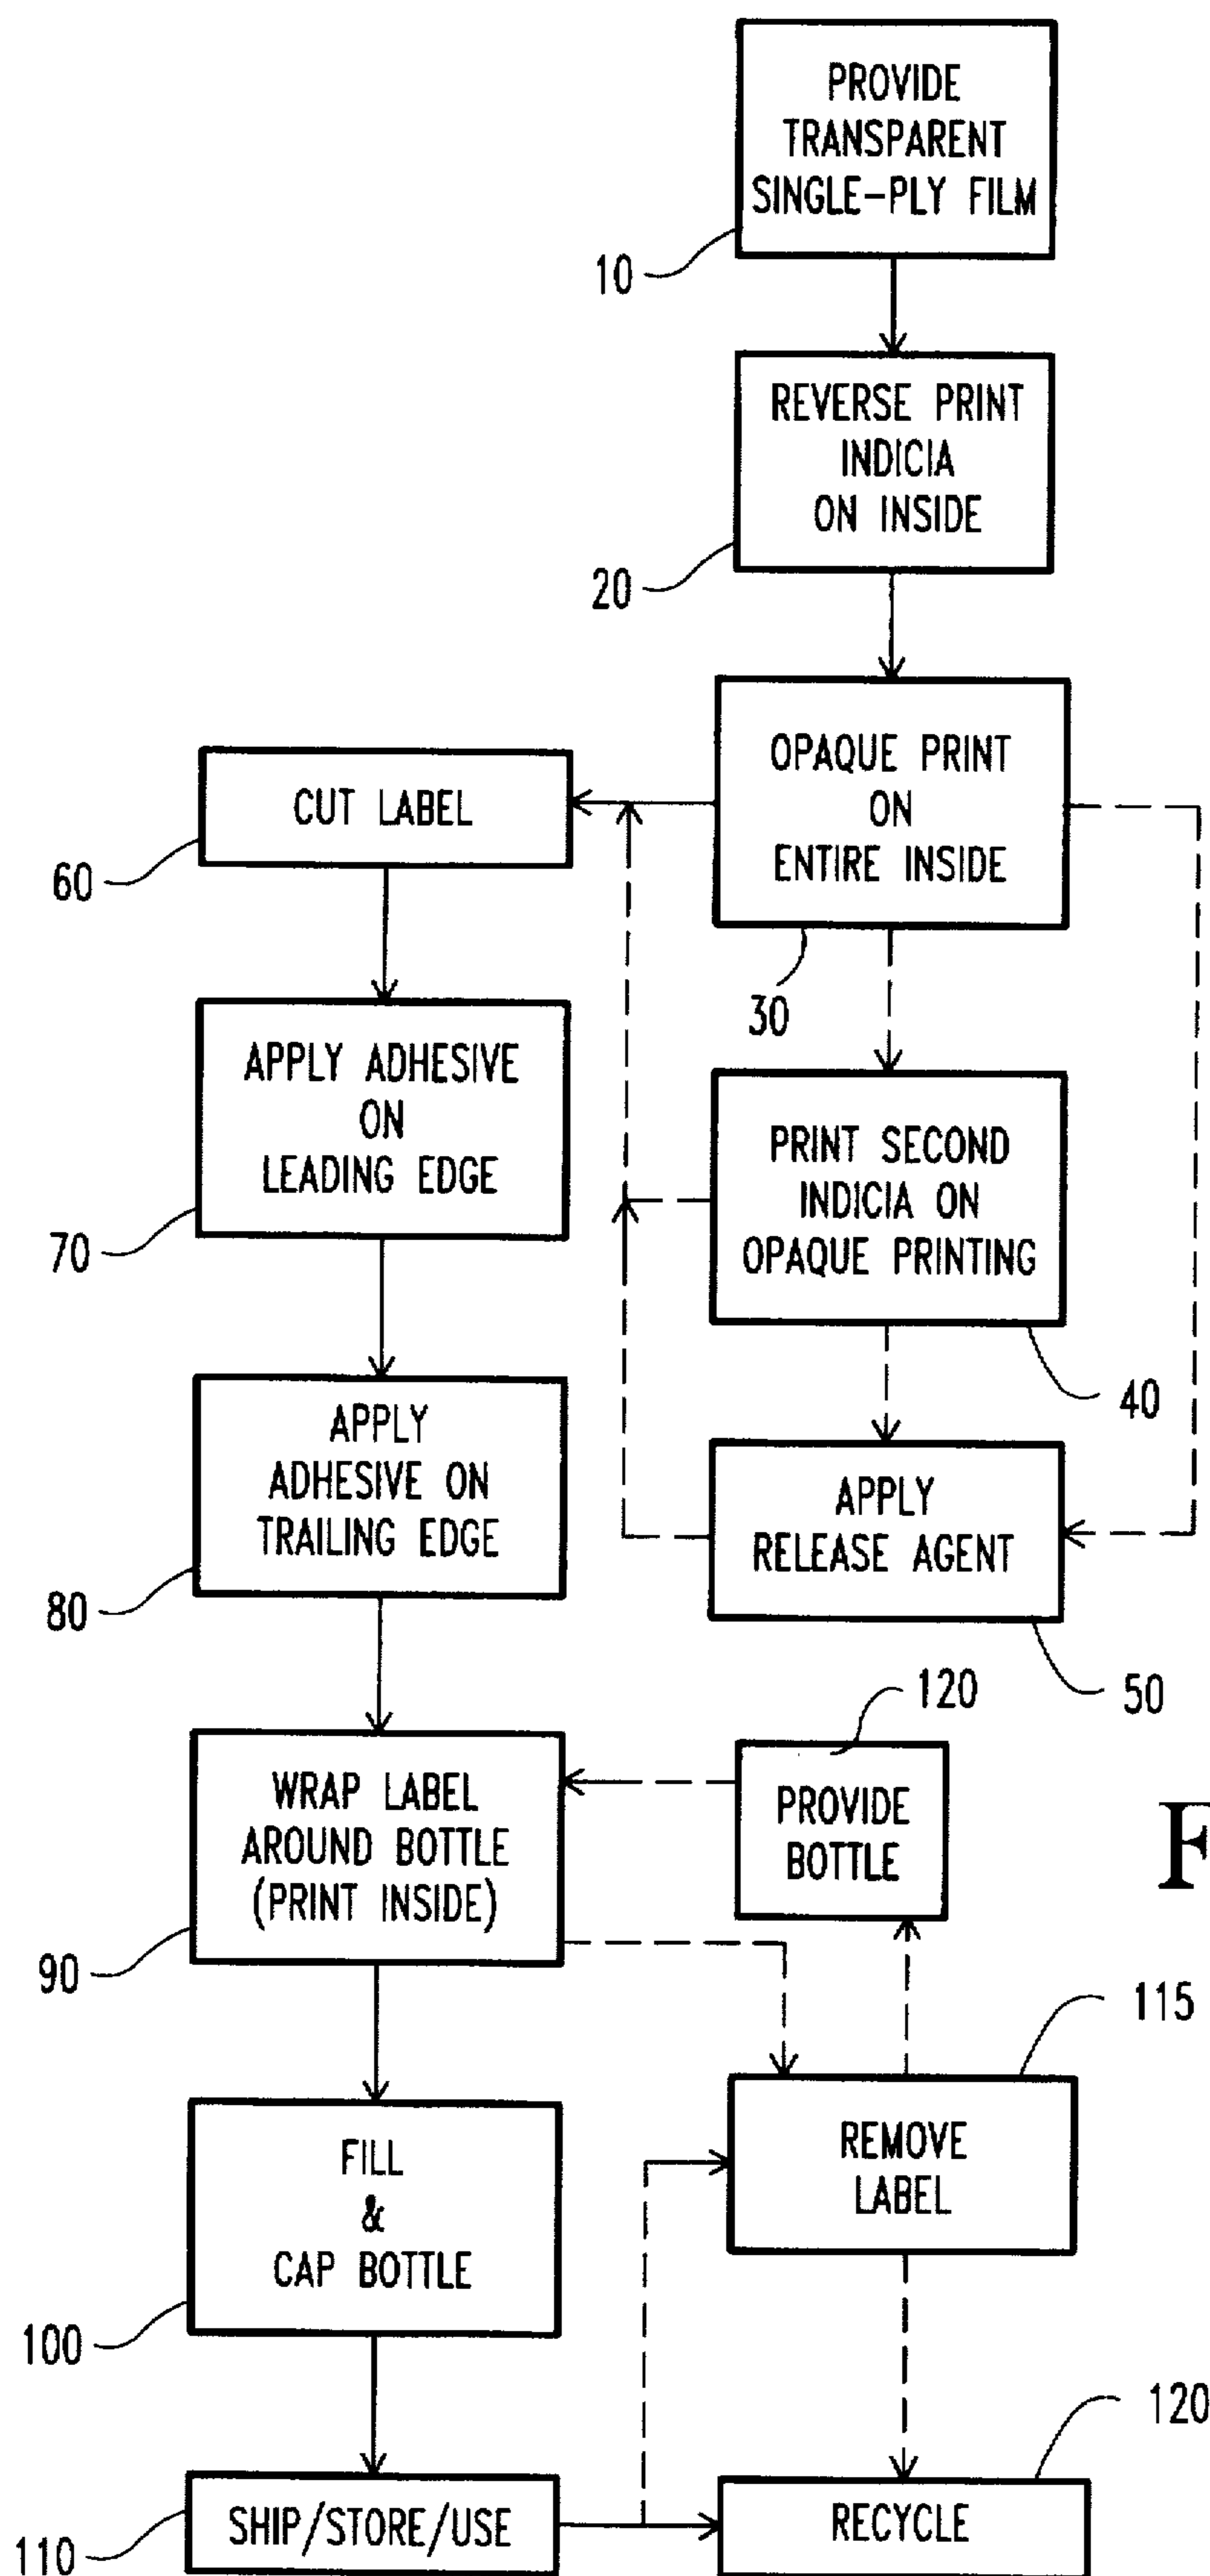 PROVIDE
TRANSPARENT
SINGLE-PLY FILM
10
REVERSE PRINT
INDICIA
ON INSIDE
20
OPAQUE PRINT
ON
ENTIRE INSIDE
30
CUT LABEL
60
APPLY ADHESIVE
ON
LEADING EDGE
70
PRINT SECOND
INDICIA ON
OPAQUE PRINTING
40
APPLY
ADHESIVE ON
TRAILING EDGE
80
APPLY
RELEASE AGENT
50
120
PROVIDE
BOTTLE
WRAP LABEL
AROUND BOTTLE
(PRINT INSIDE)
90
F
115
REMOVE
LABEL
FILL
&
CAP BOTTLE
100
120
SHIP/STORE/USE
110
RECYCLE